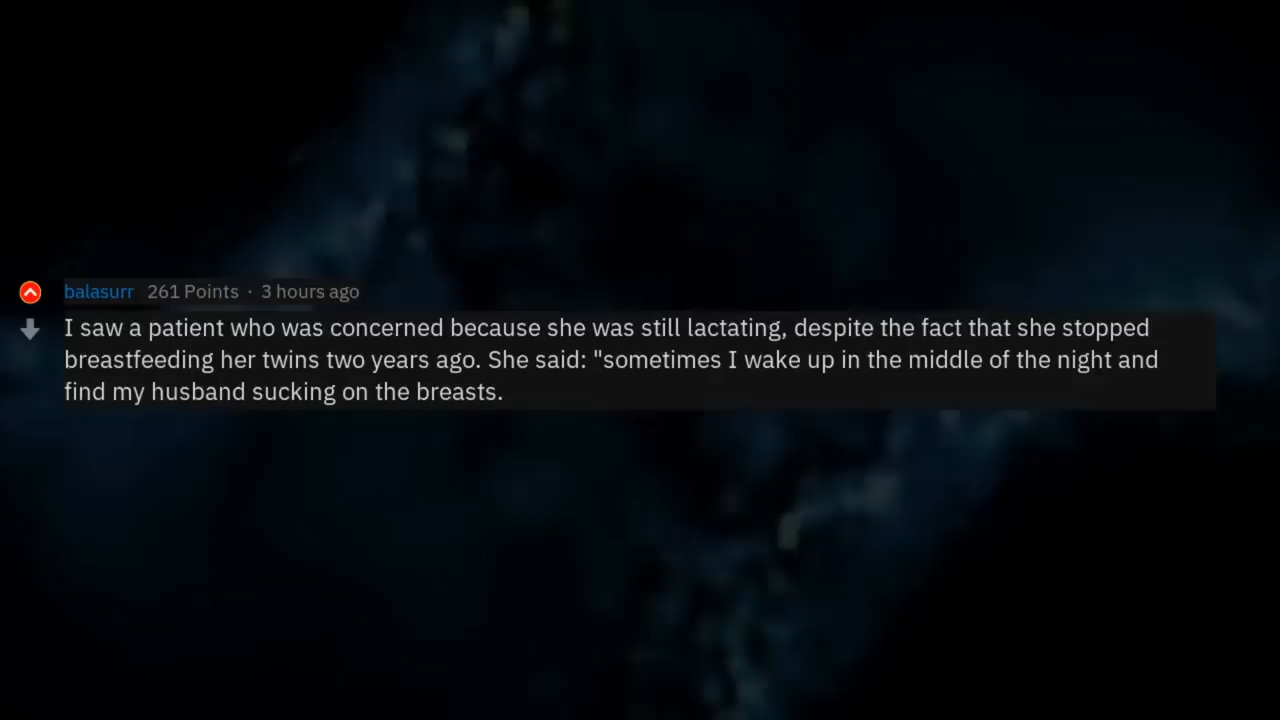 balasurr 261 Points · 3 hours ago
I saw a patient who was concerned because she was still lactating, despite the fact that she stopped
breastfeeding her twins two years ago. She said: "sometimes I wake up in the middle of the night and
find my husband sucking on the breasts.